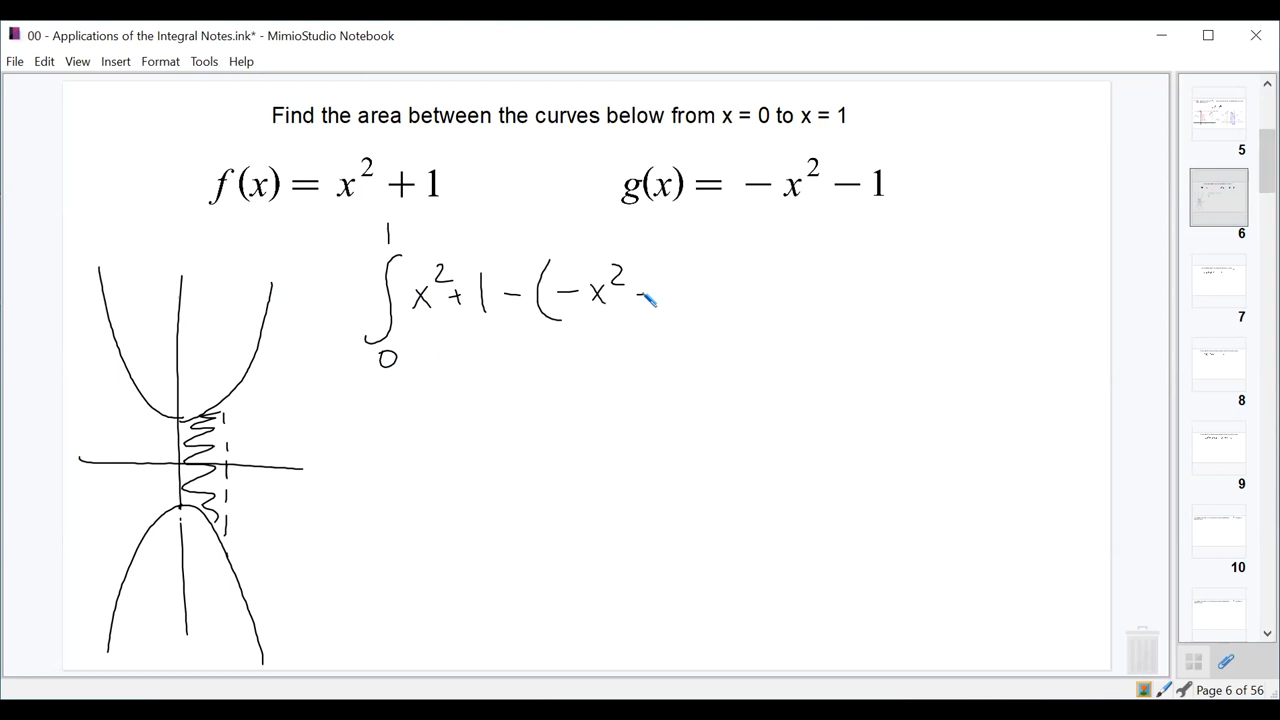 00 - Applications of the Integral Notes.ink* - MimioStudio Notebook
File Edit View Insert Format Tools Help
Find the area between the curves below from x = 0 to x = 1
f(x) = x² + 1 g(x) = −x² − 1
∫₀¹ x² + 1 − (−x² -
5
6
7
8
9
10
Page 6 of 56